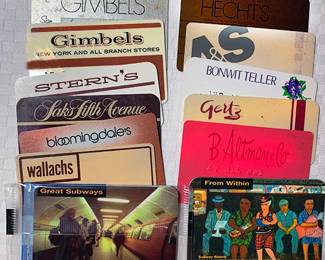 GIMBELS
Gimbels
NEW YORK AND ALL BRANCH STORES
STERN'S
Saks Fifth Avenue
bloomingdale's
wallachs
Great Subways
HECHT'S
A&S
BONWIT TELLER
Gertz
B. Altman & Co
From Within